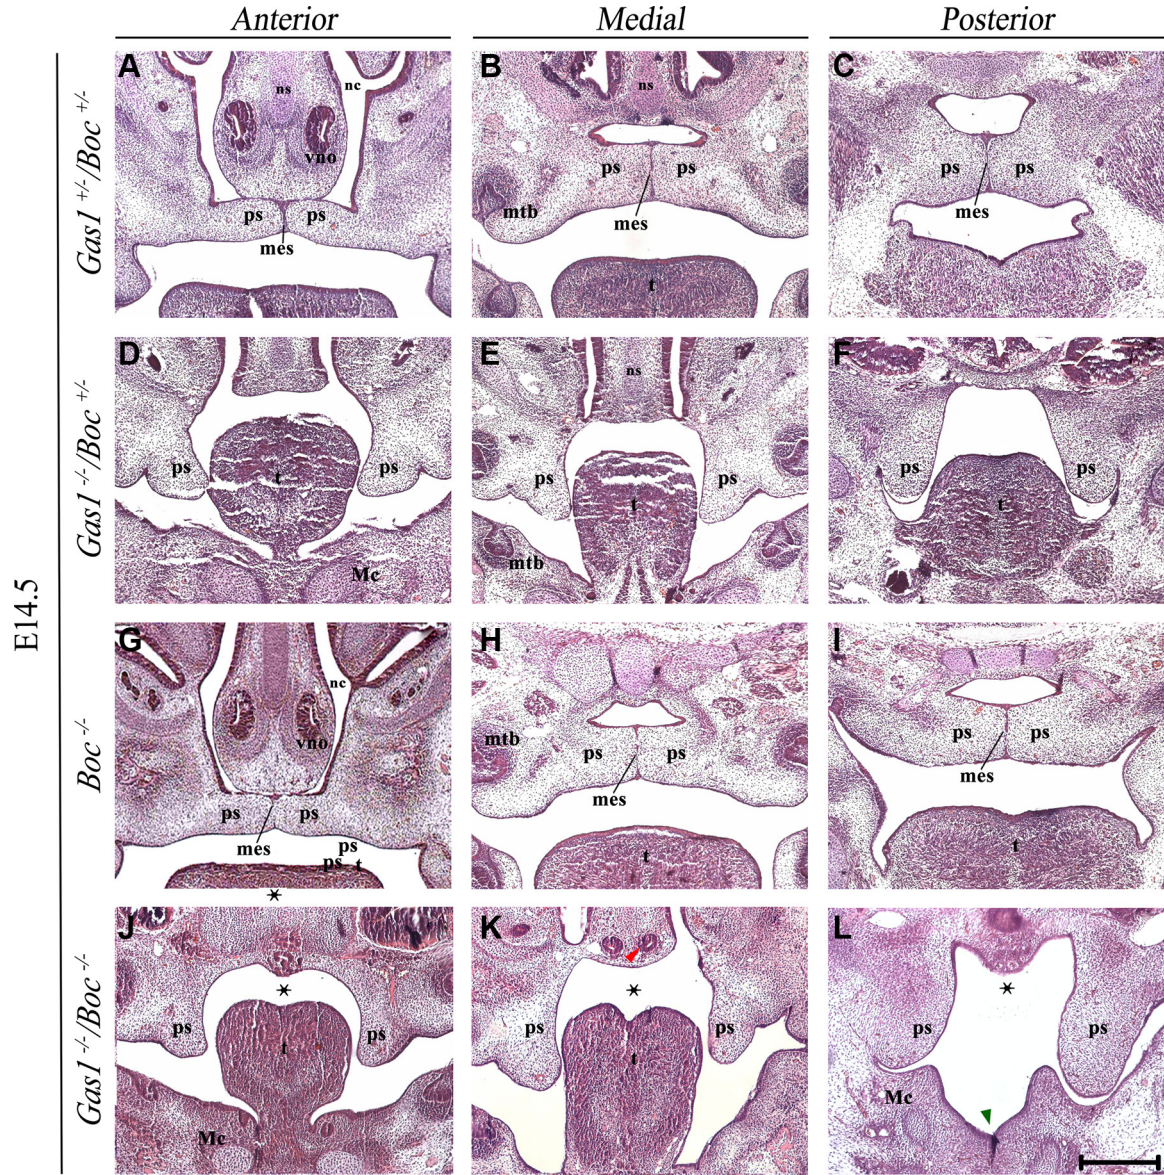 Anterior Medial Posterior
E14.5
Gas1 +/-/Boc +/-
A ns nc vno ps ps mes
B ns ps ps mtb mes t
C ps ps mes
Gas1 -/-/Boc +/-
D ps ps t Mc
E ns ps ps t mtb
F ps ps t
Boc -/-
G nc vno ps ps mes ps ps t
H mtb ps ps mes t
I ps ps mes t
Gas1 -/-/Boc -/-
J ps ps t Mc
K ps ps t
L ps ps Mc